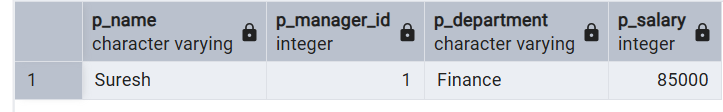 p_name p_manager_id p_department p_salary
character varying integer character varying integer
1 Suresh 1 Finance 85000